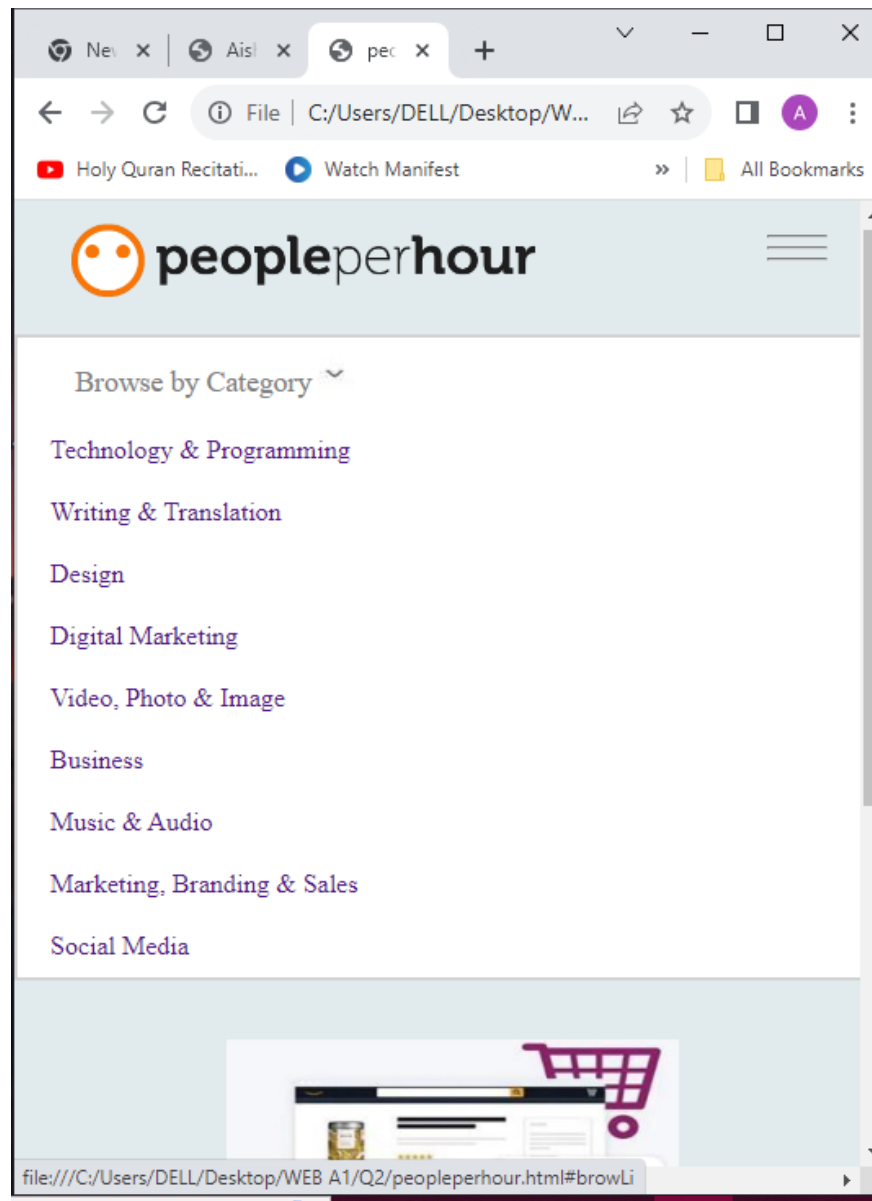 Nev
Aisl
pec
File
C:/Users/DELL/Desktop/W...
A
Holy Quran Recitati...
Watch Manifest
»
All Bookmarks
peopleperhour
Browse by Category
Technology & Programming
Writing & Translation
Design
Digital Marketing
Video, Photo & Image
Business
Music & Audio
Marketing, Branding & Sales
Social Media
file:///C:/Users/DELL/Desktop/WEB A1/Q2/peopleperhour.html#browLi